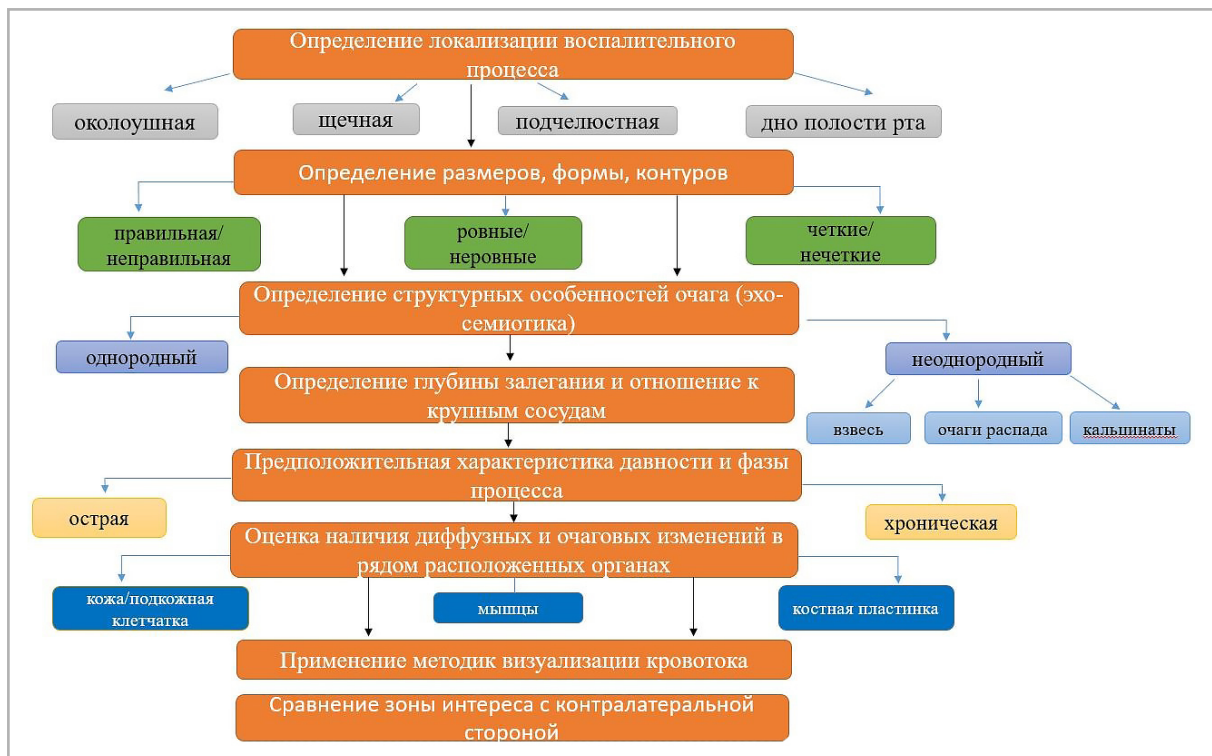 Определение локализации воспалительного
процесса
околоушная
щечная
подчелюстная
дно полости рта
Определение размеров, формы, контуров
правильная/
неправильная
ровные/
неровные
четкие/
нечеткие
Определение структурных особенностей очага (эхо-
семиотика)
однородный
неоднородный
Определение глубины залегания и отношение к
крупным сосудам
взвесь
очаги распада
кальцинаты
Предположительная характеристика давности и фазы
процесса
острая
хроническая
Оценка наличия диффузных и очаговых изменений в
рядом расположенных органах
кожа/подкожная
клетчатка
мышцы
костная пластинка
Применение методик визуализации кровотока
Сравнение зоны интереса с контралатеральной
стороной